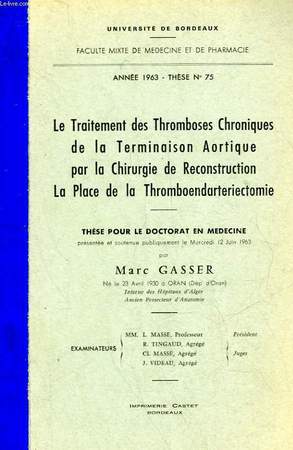 Le-Livre
UNIVERSITÉ DE BORDEAUX
FACULTE MIXTE DE MEDECINE ET DE PHARMACIE
ANNÉE 1963 - THÈSE N° 75
Le Traitement des Thromboses Chroniques
de la Terminaison Aortique
par la Chirurgie de Reconstruction
La Place de la Thromboendarteriectomie
THÈSE POUR LE DOCTORAT EN MEDECINE
présentée et soutenue publiquement le Mercredi 12 Juin 1963
par
Marc GASSER
Né le 23 Avril 1930 à ORAN (Dép d'Oran)
Interne des Hôpitaux d'Alger
Ancien Prosecteur d'Anatomie
EXAMINATEURS
MM. L. MASSE, Professeur Président
R. TINGAUD, Agrégé
CL. MASSE, Agrégé Juges
J. VIDEAU, Agrégé
IMPRIMERIE CASTET
BORDEAUX